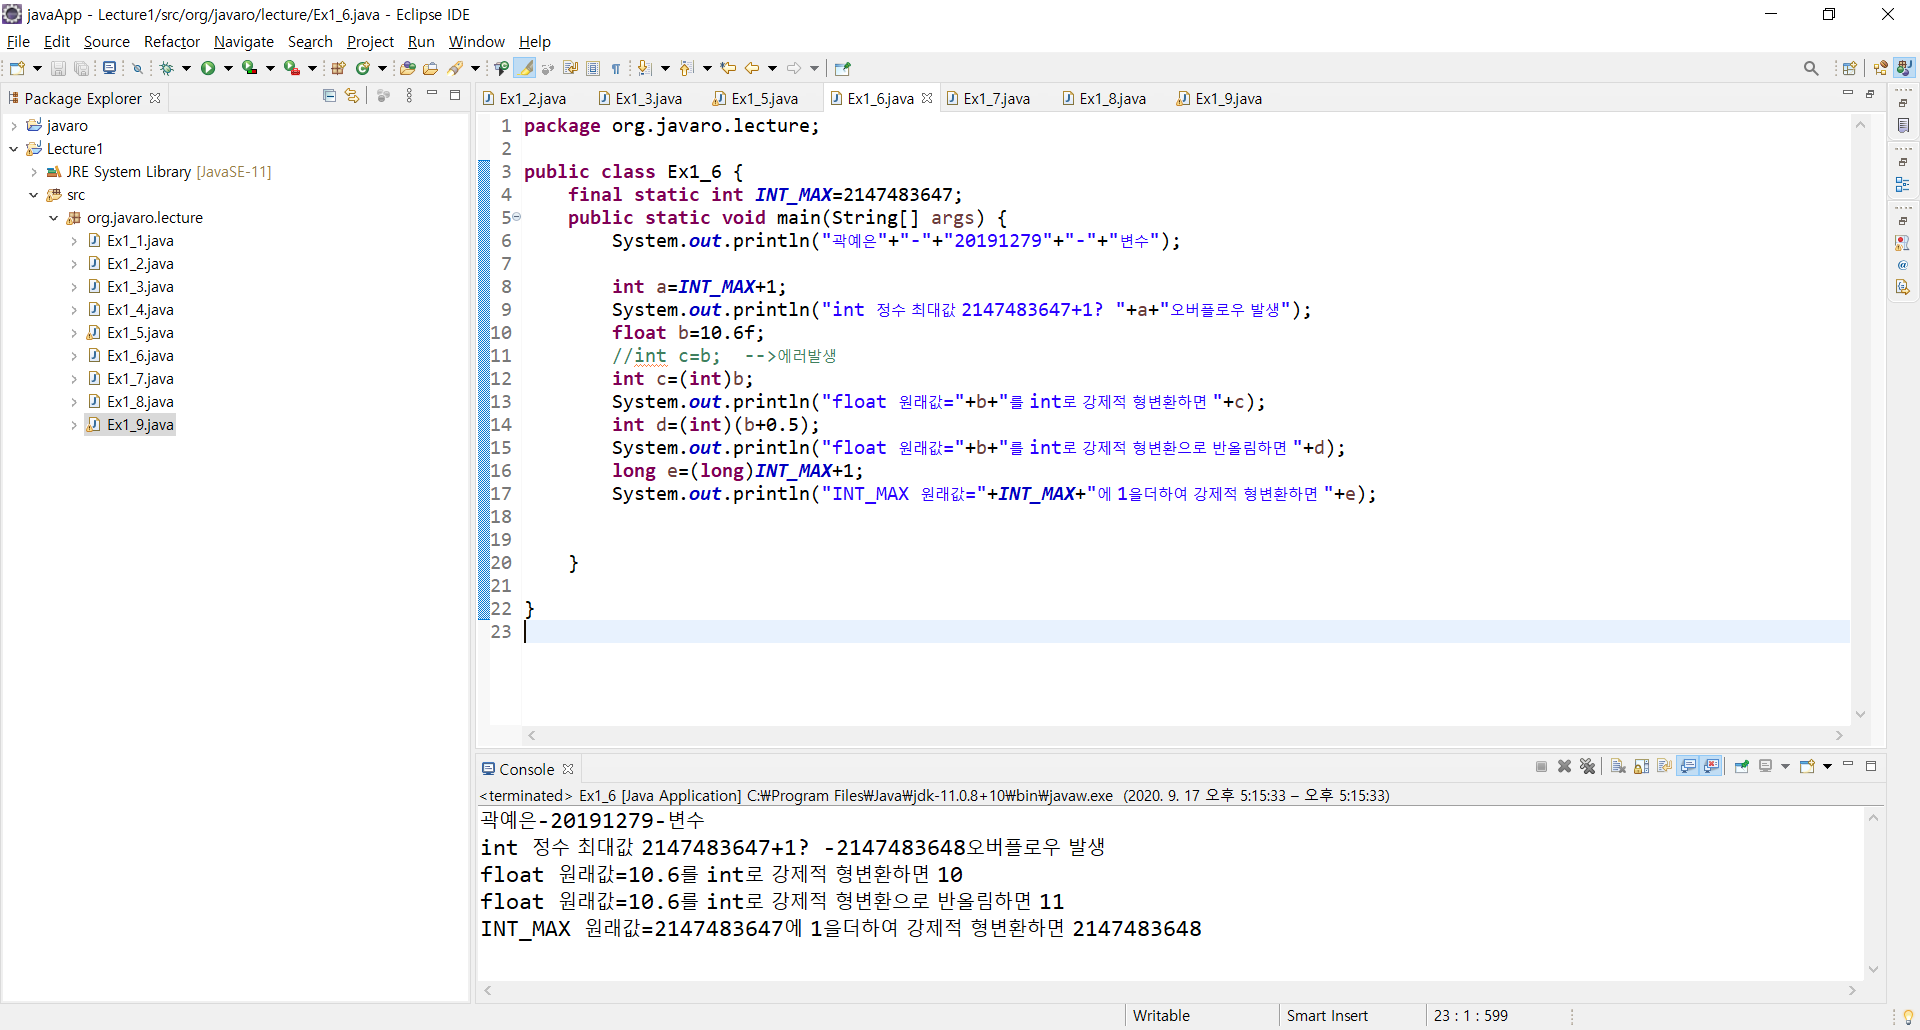 javaApp - Lecture1/src/org/javaro/lecture/Ex1_6.java - Eclipse IDE
File Edit Source Refactor Navigate Search Project Run Window Help
Package Explorer
javaro
Lecture1
JRE System Library [JavaSE-11]
src
org.javaro.lecture
Ex1_1.java
Ex1_2.java
Ex1_3.java
Ex1_4.java
Ex1_5.java
Ex1_6.java
Ex1_7.java
Ex1_8.java
Ex1_9.java
Ex1_2.java Ex1_3.java Ex1_5.java Ex1_6.java Ex1_7.java Ex1_8.java Ex1_9.java
1 package org.javaro.lecture;
2
3 public class Ex1_6 {
4 final static int INT_MAX=2147483647;
5 public static void main(String[] args) {
6 System.out.println("곽예은"+"-"+"20191279"+"-"+"변수");
7
8 int a=INT_MAX+1;
9 System.out.println("int 정수 최대값 2147483647+1? "+a+"오버플로우 발생");
10 float b=10.6f;
11 //int c=b; -->에러발생
12 int c=(int)b;
13 System.out.println("float 원래값="+b+"를 int로 강제적 형변환하면 "+c);
14 int d=(int)(b+0.5);
15 System.out.println("float 원래값="+b+"를 int로 강제적 형변환으로 반올림하면 "+d);
16 long e=(long)INT_MAX+1;
17 System.out.println("INT_MAX 원래값="+INT_MAX+"에 1을더하여 강제적 형변환하면 "+e);
18
19
20 }
21
22 }
23
Console
<terminated> Ex1_6 [Java Application] C:₩Program Files₩Java₩jdk-11.0.8+10₩bin₩javaw.exe (2020. 9. 17 오후 5:15:33 – 오후 5:15:33)
곽예은-20191279-변수
int 정수 최대값 2147483647+1? -2147483648오버플로우 발생
float 원래값=10.6를 int로 강제적 형변환하면 10
float 원래값=10.6를 int로 강제적 형변환으로 반올림하면 11
INT_MAX 원래값=2147483647에 1을더하여 강제적 형변환하면 2147483648
Writable Smart Insert 23 : 1 : 599